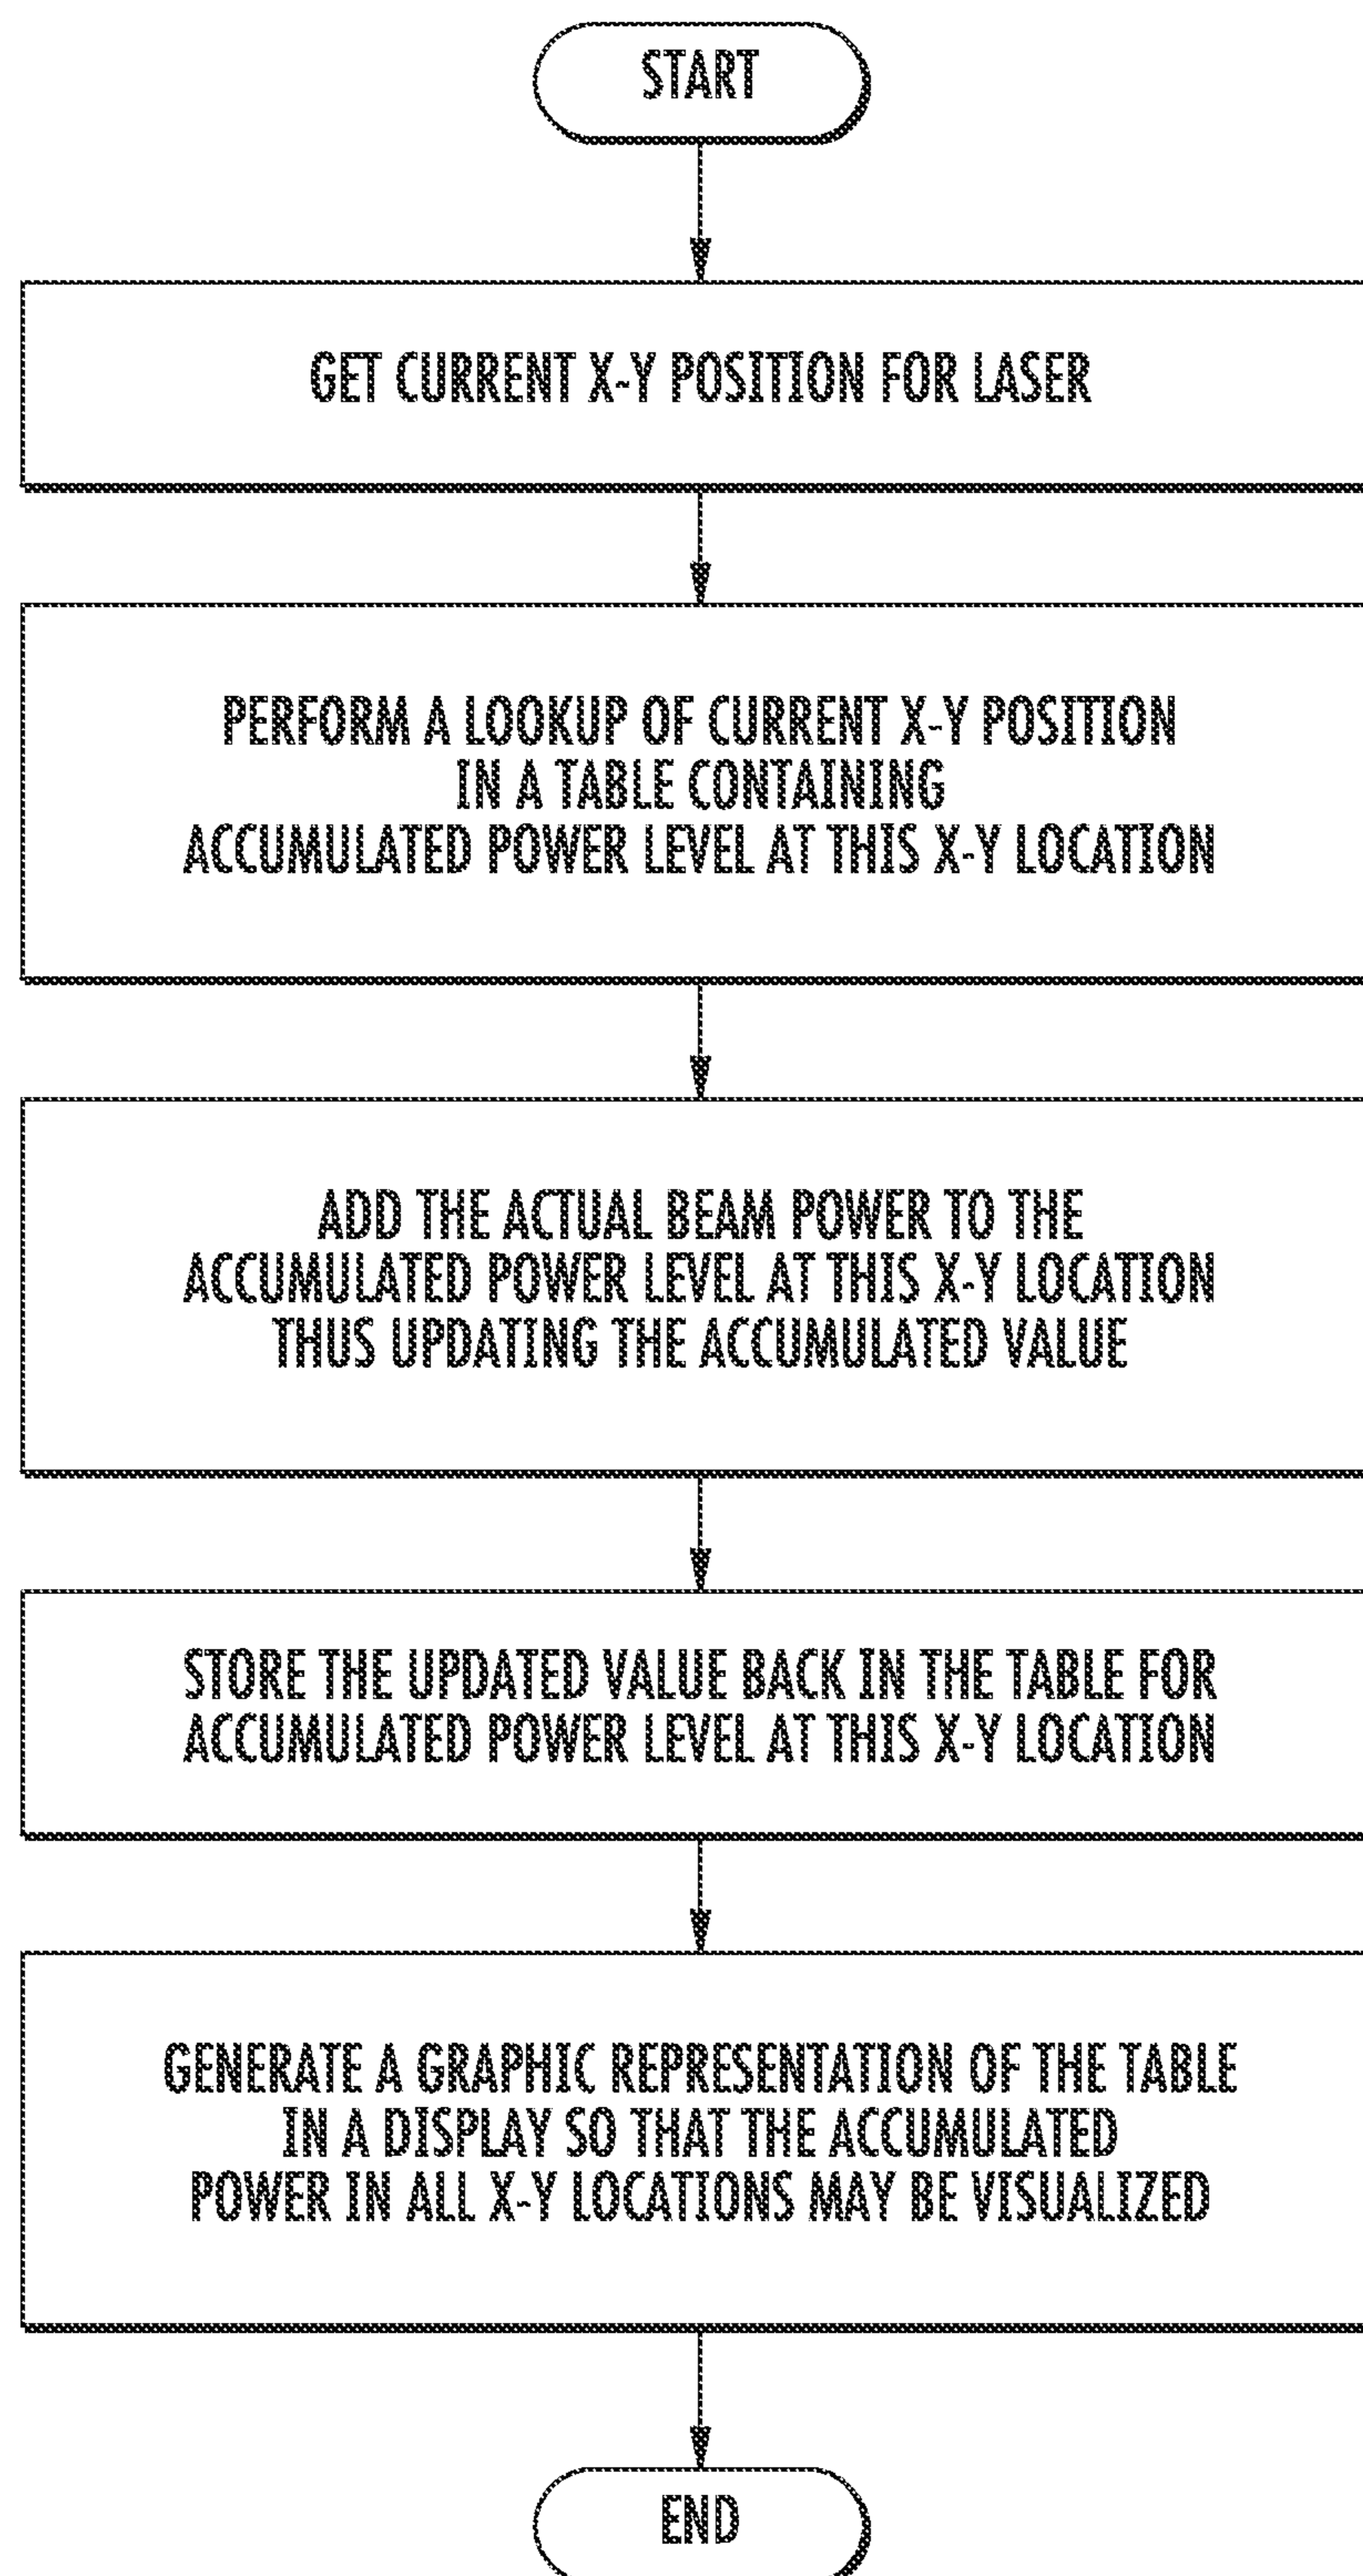 START
GET CURRENT X-Y POSITION FOR LASER
PERFORM A LOOKUP OF CURRENT X-Y POSITION
IN A TABLE CONTAINING
ACCUMULATED POWER LEVEL AT THIS X-Y LOCATION
ADD THE ACTUAL BEAM POWER TO THE
ACCUMULATED POWER LEVEL AT THIS X-Y LOCATION
THUS UPDATING THE ACCUMULATED VALUE
STORE THE UPDATED VALUE BACK IN THE TABLE FOR
ACCUMULATED POWER LEVEL AT THIS X-Y LOCATION
GENERATE A GRAPHIC REPRESENTATION OF THE TABLE
IN A DISPLAY SO THAT THE ACCUMULATED
POWER IN ALL X-Y LOCATIONS MAY BE VISUALIZED
END